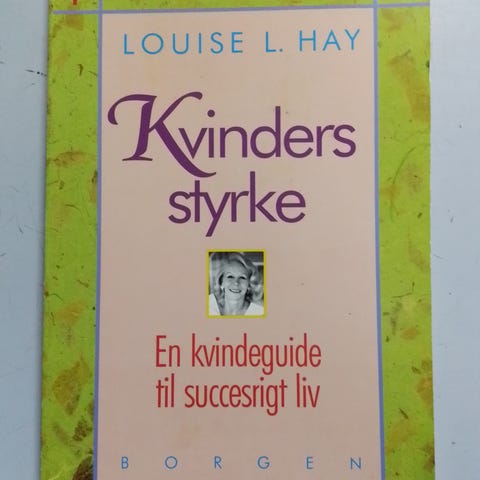 LOUISE L. HAY
Kvinders
styrke
En kvindeguide
til succesrigt liv
BORGEN